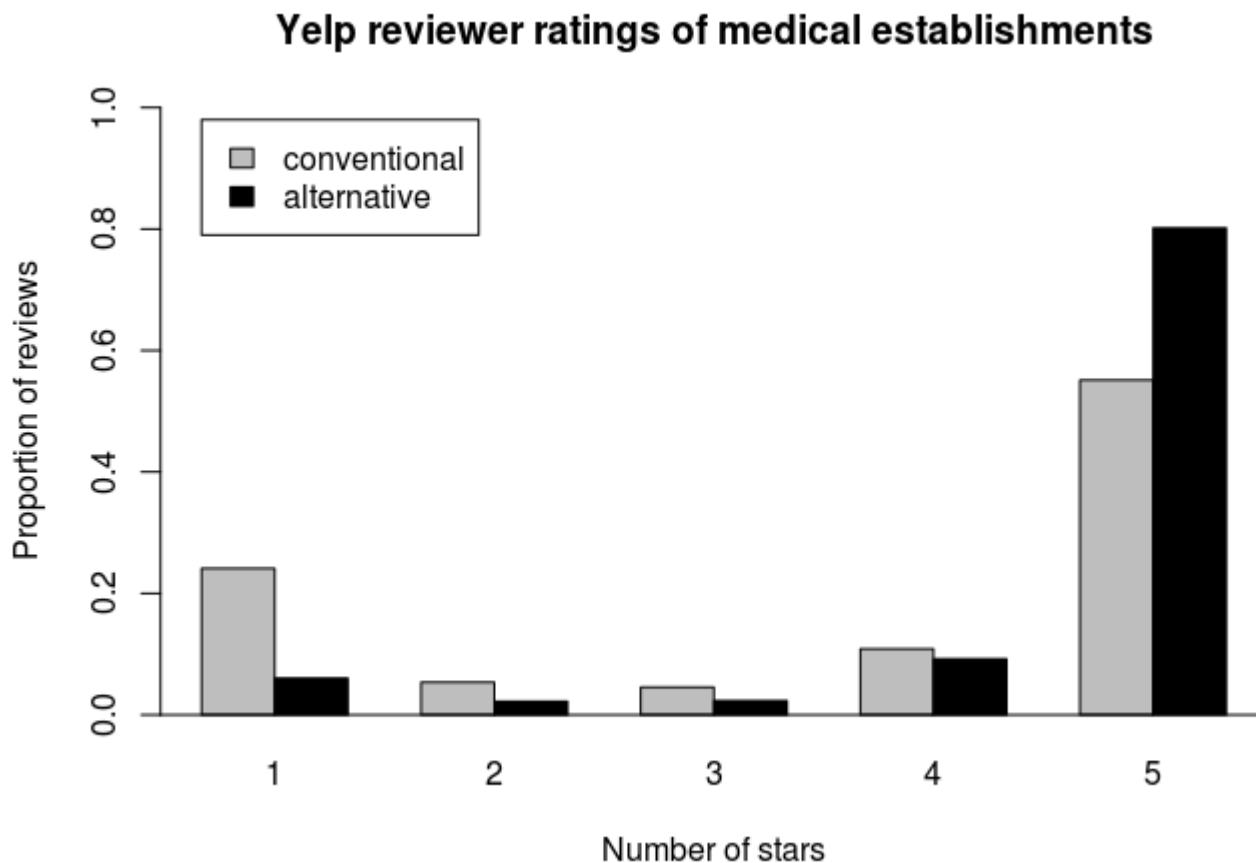 Yelp reviewer ratings of medical establishments
1.0
0.8
0.6
0.4
0.2
0.0
Proportion of reviews
conventional
alternative
1 2 3 4 5
Number of stars